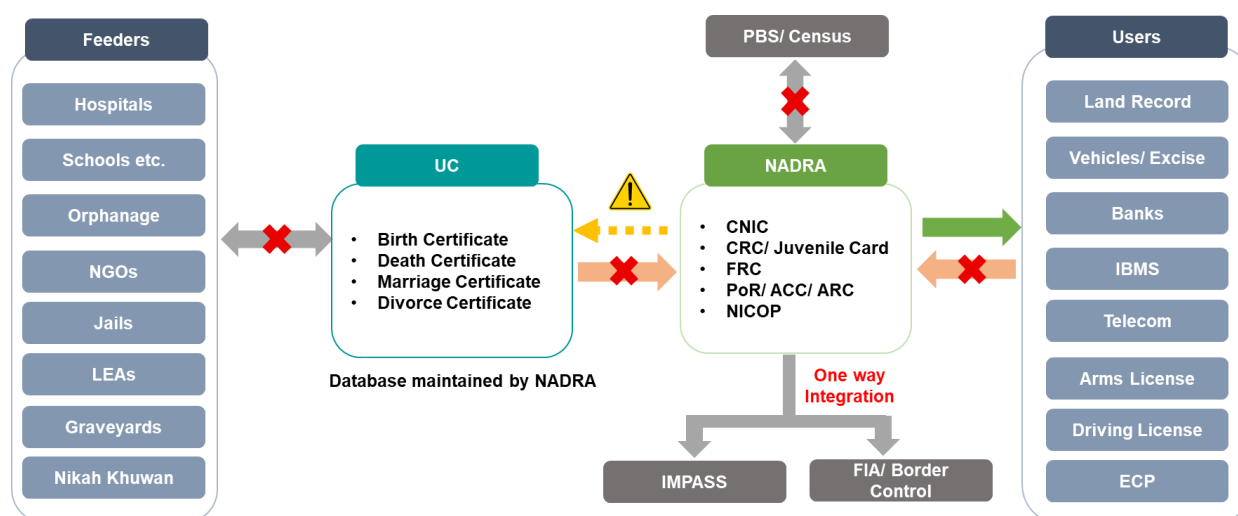 Feeders
Hospitals
Schools etc.
Orphanage
NGOs
Jails
LEAs
Graveyards
Nikah Khuwan
UC
• Birth Certificate
• Death Certificate
• Marriage Certificate
• Divorce Certificate
Database maintained by NADRA
PBS/ Census
NADRA
• CNIC
• CRC/ Juvenile Card
• FRC
• PoR/ ACC/ ARC
• NICOP
One way
Integration
IMPASS
FIA/ Border
Control
Users
Land Record
Vehicles/ Excise
Banks
IBMS
Telecom
Arms License
Driving License
ECP